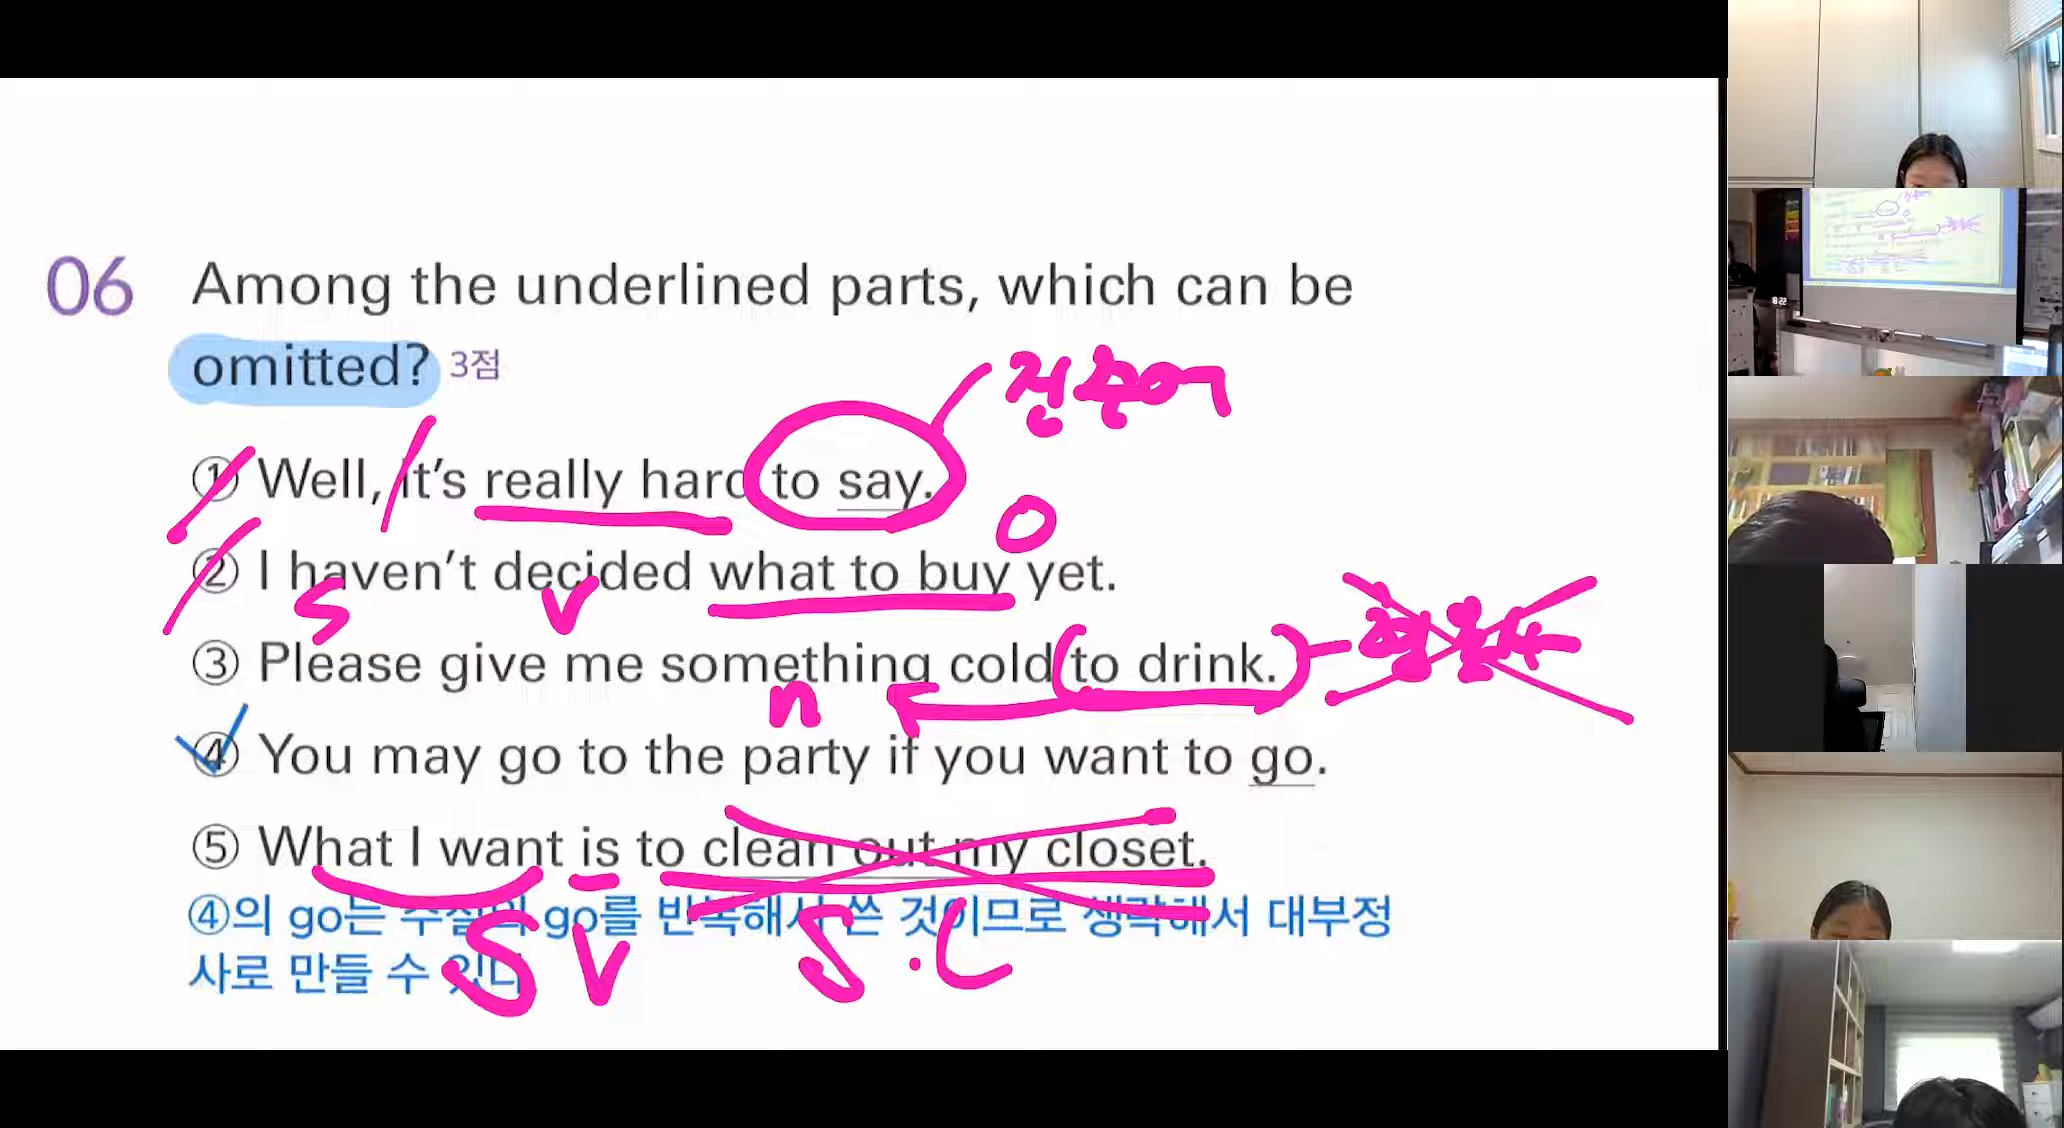 06 Among the underlined parts, which can be
omitted? 3점
진주어
① Well, it's really hard to say.
O
② I haven't decided what to buy yet.
S V
③ Please give me something cold to drink.
n
④ You may go to the party if you want to go.
⑤ What I want is to clean out my closet.
④의 go는 수절의 go를 반복해서 쓴 것이므로 생략해서 대부정
사로 만들 수 있다
S V S.C